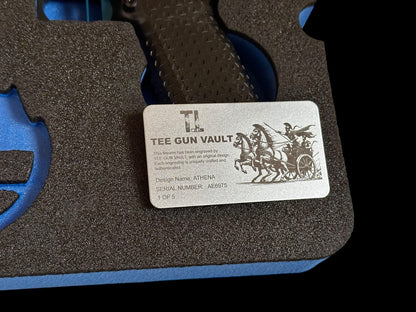 TL
TEE GUN VAULT
This firearm has been engraved by
TEE GUN VAULT with an original design.
Each engraving is uniquely crafted and
authenticated.
Design Name: ATHENA
SERIAL NUMBER: AE6975
1 OF 5